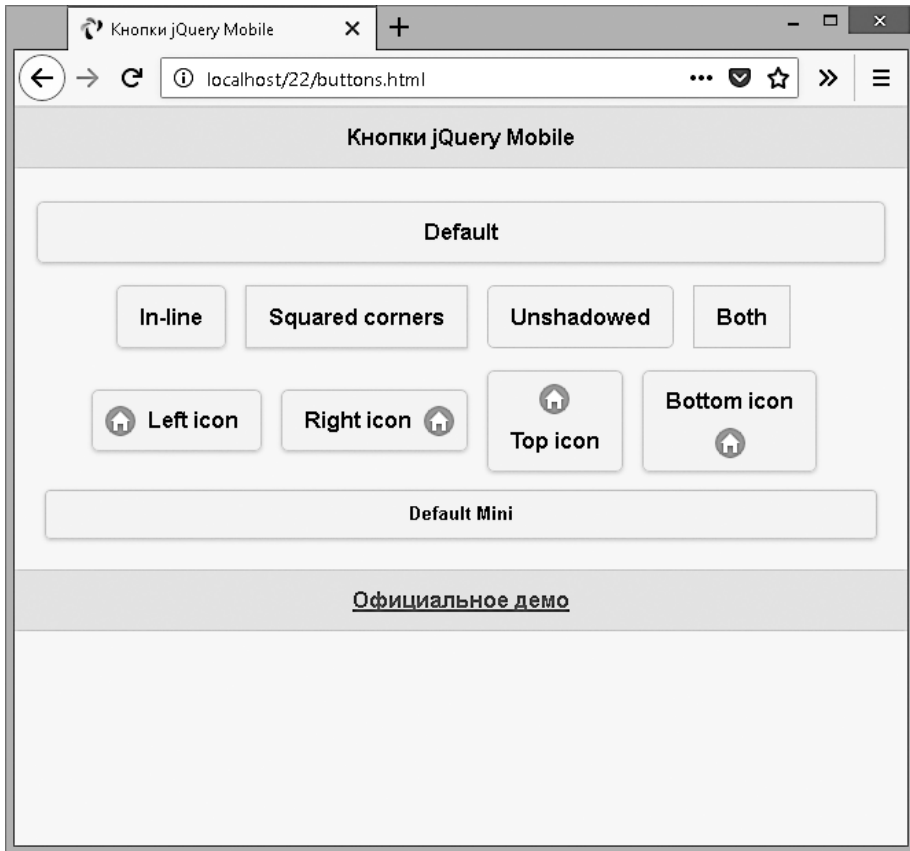 Кнопки jQuery Mobile
localhost/22/buttons.html
Кнопки jQuery Mobile
Default
In-line Squared corners Unshadowed Both
Left icon Right icon Top icon Bottom icon
Default Mini
Официальное демо